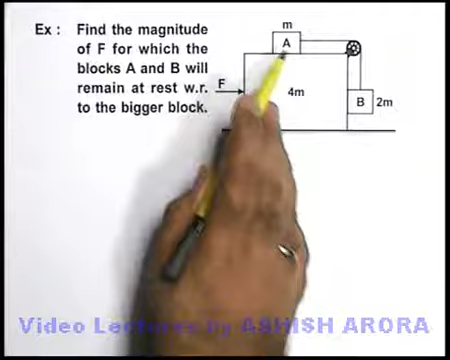 Ex : Find the magnitude
of F for which the
blocks A and B will
remain at rest w.r.
to the bigger block.
m
A
F
4m
B 2m
Video Lectures by ASHISH ARORA